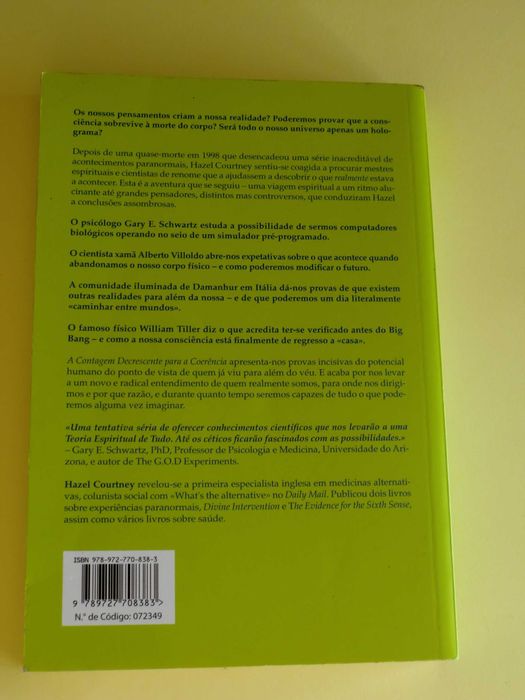 Os nossos pensamentos criam a nossa realidade? Poderemos provar que a cons-
ciência sobrevive à morte do corpo? Será todo o nosso universo apenas um holo-
grama?
Depois de uma quase-morte em 1998 que desencadeou uma série inacreditável de
acontecimentos paranormais, Hazel Courtney sentiu-se coagida a procurar mestres
espirituais e cientistas de renome que a ajudassem a descobrir o que realmente estava
a acontecer. Esta é a aventura que se seguiu – uma viagem espiritual a um ritmo alu-
cinante até grandes pensadores, distintos mas controversos, que conduziram Hazel
a conclusões assombrosas.
O psicólogo Gary E. Schwartz estuda a possibilidade de sermos computadores
biológicos operando no seio de um simulador pré-programado.
O cientista xamã Alberto Villoldo abre-nos expetativas sobre o que acontece quando
abandonamos o nosso corpo físico – e como poderemos modificar o futuro.
A comunidade iluminada de Damanhur em Itália dá-nos provas de que existem
outras realidades para além da nossa – e de que poderemos um dia literalmente
«caminhar entre mundos».
O famoso físico William Tiller diz o que acredita ter-se verificado antes do Big
Bang – e como a nossa consciência está finalmente de regresso a «casa».
A Contagem Decrescente para a Coerência apresenta-nos provas incisivas do potencial
humano do ponto de vista de quem já viu para além do véu. E acaba por nos levar
a um novo e radical entendimento de quem realmente somos, para onde nos dirigi-
mos e por que razão, e durante quanto tempo seremos capazes de tudo o que pode-
remos alguma vez imaginar.
«Uma tentativa séria de oferecer conhecimentos científicos que nos levarão a uma
Teoria Espiritual de Tudo. Até os céticos ficarão fascinados com as possibilidades.»
– Gary E. Schwartz, PhD, Professor de Psicologia e Medicina, Universidade do Ari-
zona, e autor de The G.O.D Experiments.
Hazel Courtney revelou-se a primeira especialista inglesa em medicinas alternati-
vas, colunista social com «What's the alternative» no Daily Mail. Publicou dois livros
sobre experiências paranormais, Divine Intervention e The Evidence for the Sixth Sense,
assim como vários livros sobre saúde.
ISBN 978-972-770-838-3
9 789727 708383>
N.º de Código: 072349